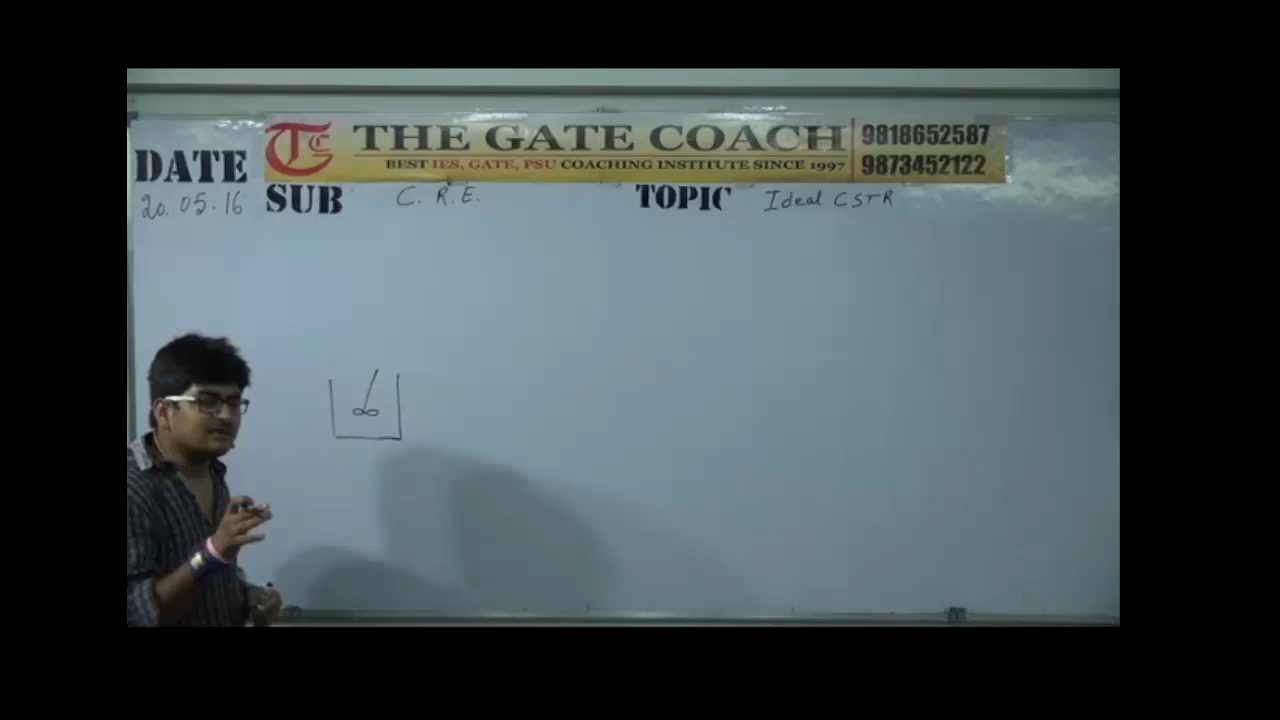 THE GATE COACH
BEST IES, GATE, PSU COACHING INSTITUTE SINCE 1997
9818652587
9873452122
DATE
20.05.16
SUB C. R. E.
TOPIC Ideal CSTR